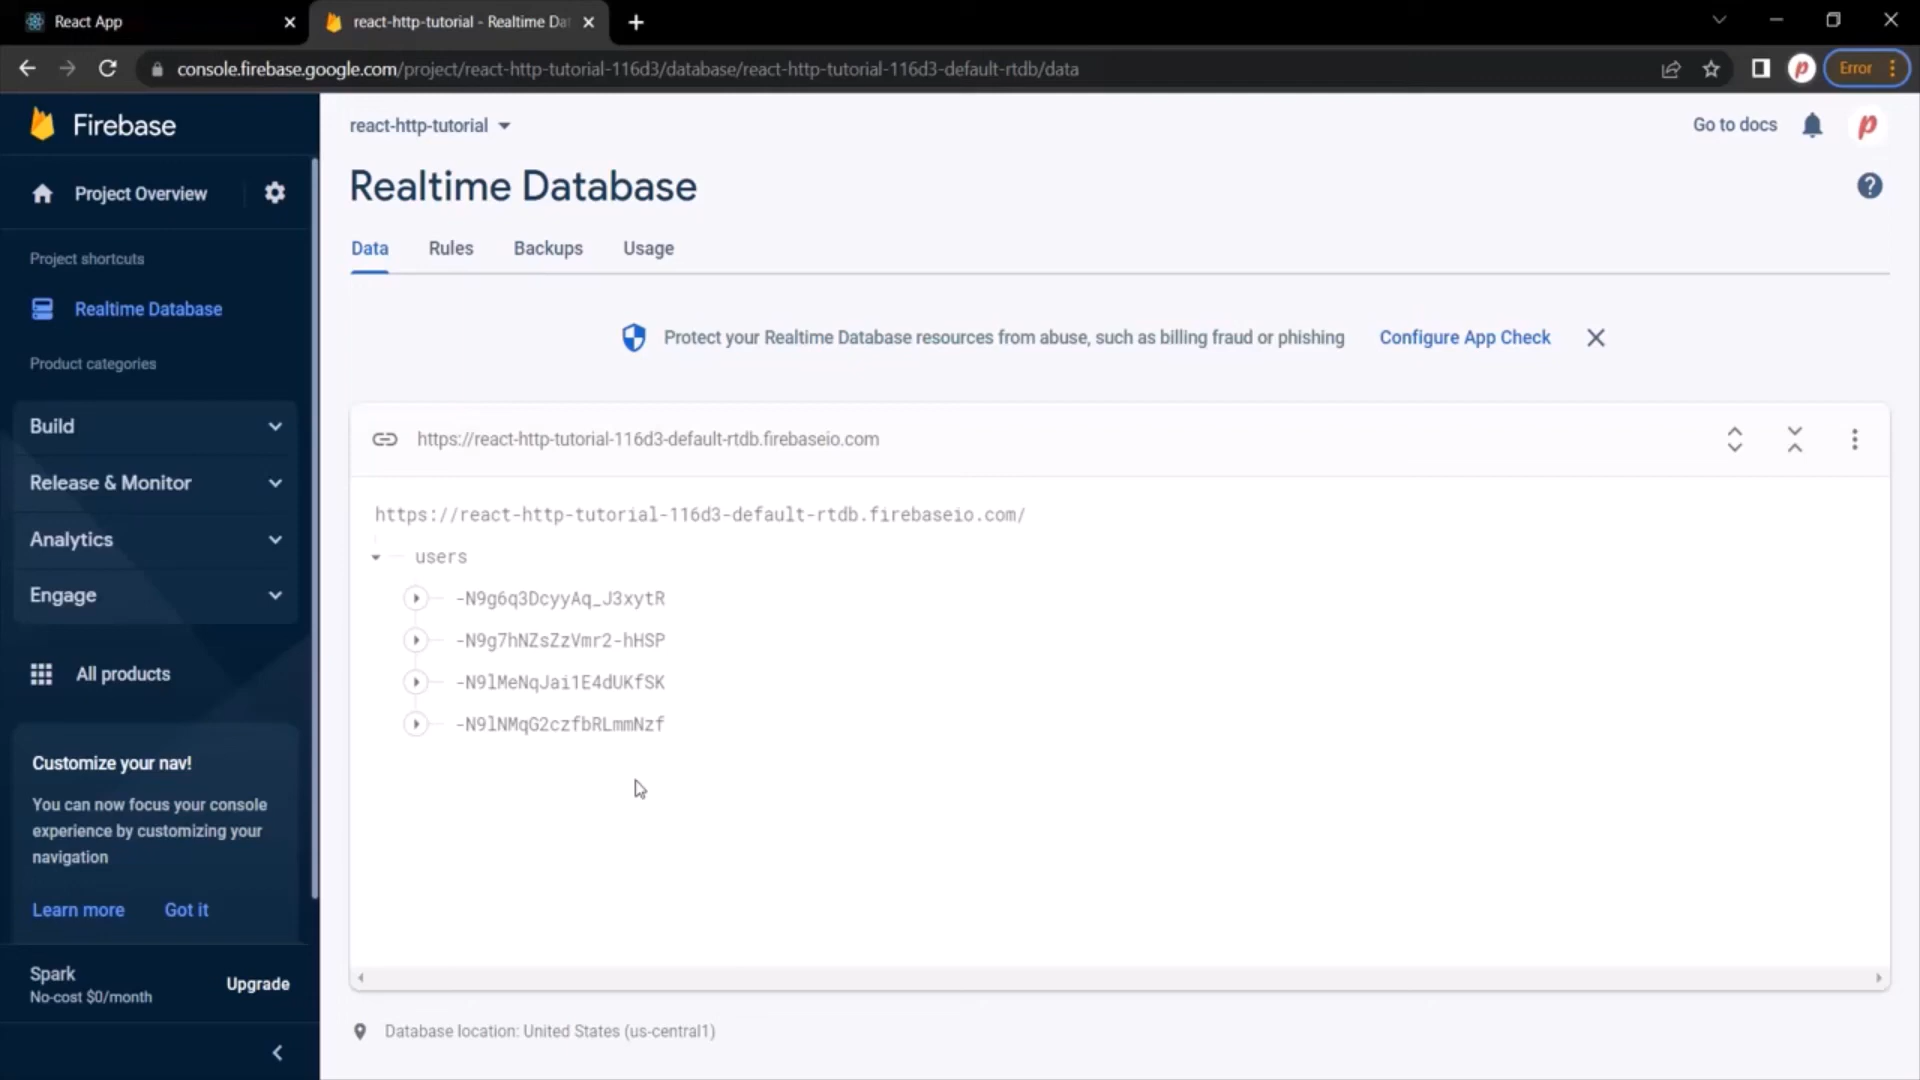 React App
react-http-tutorial - Realtime Dat
console.firebase.google.com/project/react-http-tutorial-116d3/database/react-http-tutorial-116d3-default-rtdb/data
p
Error
Firebase
react-http-tutorial
Go to docs
p
Project Overview
Realtime Database
?
Data
Rules
Backups
Usage
Project shortcuts
Realtime Database
Protect your Realtime Database resources from abuse, such as billing fraud or phishing
Configure App Check
Product categories
Build
Release & Monitor
Analytics
Engage
All products
https://react-http-tutorial-116d3-default-rtdb.firebaseio.com
https://react-http-tutorial-116d3-default-rtdb.firebaseio.com/
users
-N9g6q3DcyyAq_J3xytR
-N9g7hNZsZzVmr2-hHSP
-N9lMeNqJai1E4dUKfSK
-N9lNMqG2czfbRLmmNzf
Customize your nav!
You can now focus your console
experience by customizing your
navigation
Learn more
Got it
Spark
No-cost $0/month
Upgrade
Database location: United States (us-central1)